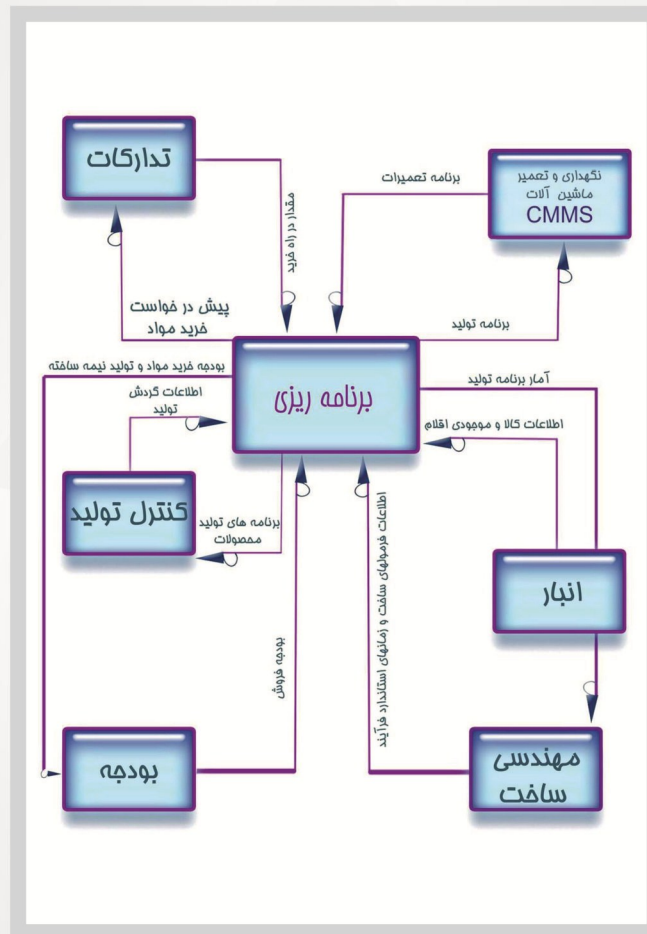 تدارکات
نگهداری و تعمیر
ماشین آلات
CMMS
برنامه تعمیرات
مقدار در راه خرید
پیش در خواست
خرید مواد
برنامه تولید
برنامه ریزی
بودجه خرید مواد و تولید نیمه ساخته
آمار برنامه تولید
اطلاعات گردش
تولید
اطلاعات کالا و موجودی اقلام
کنترل تولید
برنامه های تولید
محصولات
اطلاعات فرمولهای ساخت و زمانهای استاندارد فرآیند
انبار
بودجه فروش
بودجه
مهندسی
ساخت